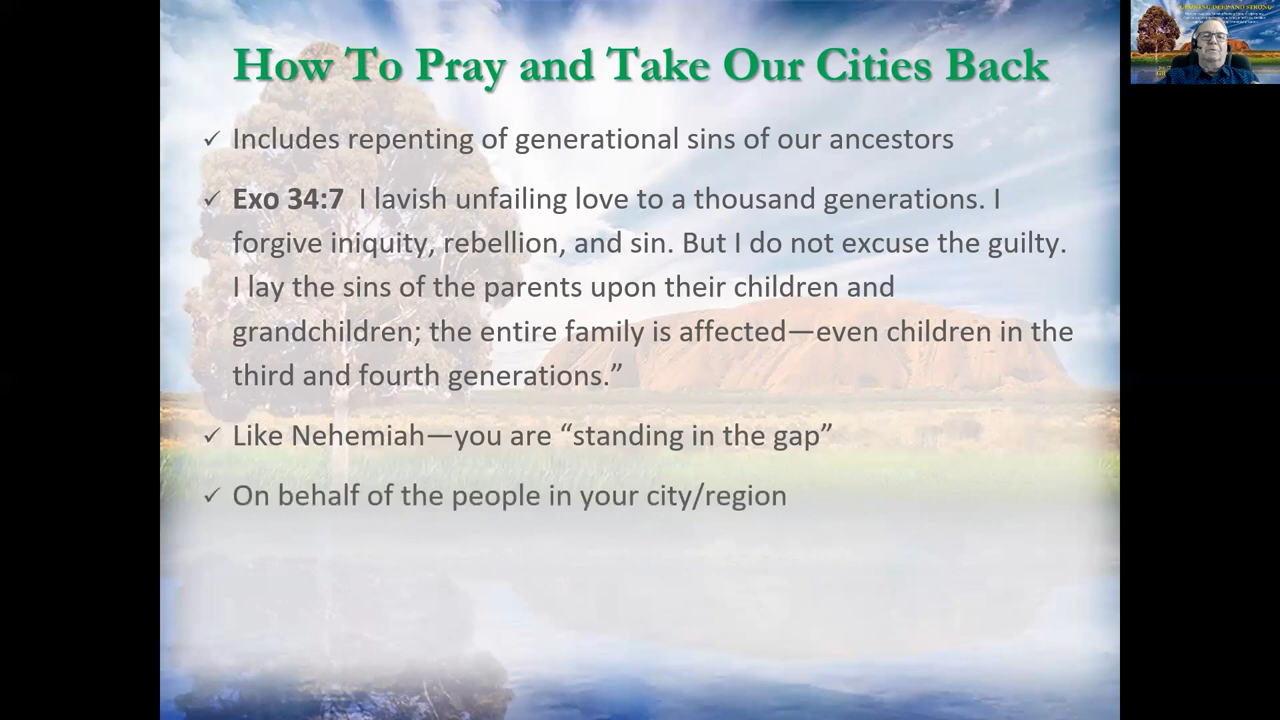 How To Pray and Take Our Cities Back
✓ Includes repenting of generational sins of our ancestors
✓ Exo 34:7 I lavish unfailing love to a thousand generations. I
forgive iniquity, rebellion, and sin. But I do not excuse the guilty.
I lay the sins of the parents upon their children and
grandchildren; the entire family is affected—even children in the
third and fourth generations.”
✓ Like Nehemiah—you are “standing in the gap”
✓ On behalf of the people in your city/region